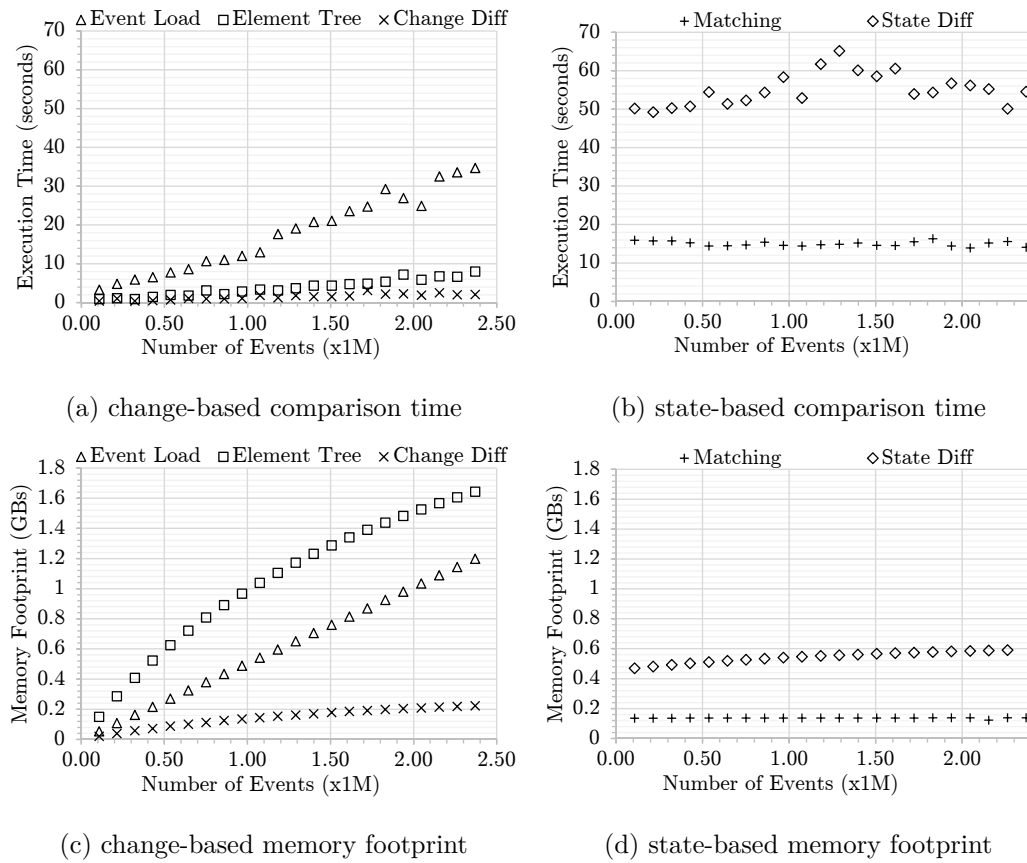 Event Load Element Tree Change Diff
70
60
50
40
30
20
10
0
Execution Time (seconds)
0.00 0.50 1.00 1.50 2.00 2.50
Number of Events (x1M)
(a) change-based comparison time
Matching State Diff
70
60
50
40
30
20
10
0
Execution Time (seconds)
0.00 0.50 1.00 1.50 2.00
Number of Events (x1M)
(b) state-based comparison time
Event Load Element Tree Change Diff
1.8
1.6
1.4
1.2
1
0.8
0.6
0.4
0.2
0
Memory Footprint (GBs)
0.00 0.50 1.00 1.50 2.00 2.50
Number of Events (x1M)
(c) change-based memory footprint
Matching State Diff
1.8
1.6
1.4
1.2
1
0.8
0.6
0.4
0.2
0
Memory Footprint (GBs)
0.00 0.50 1.00 1.50 2.00
Number of Events (x1M)
(d) state-based memory footprint